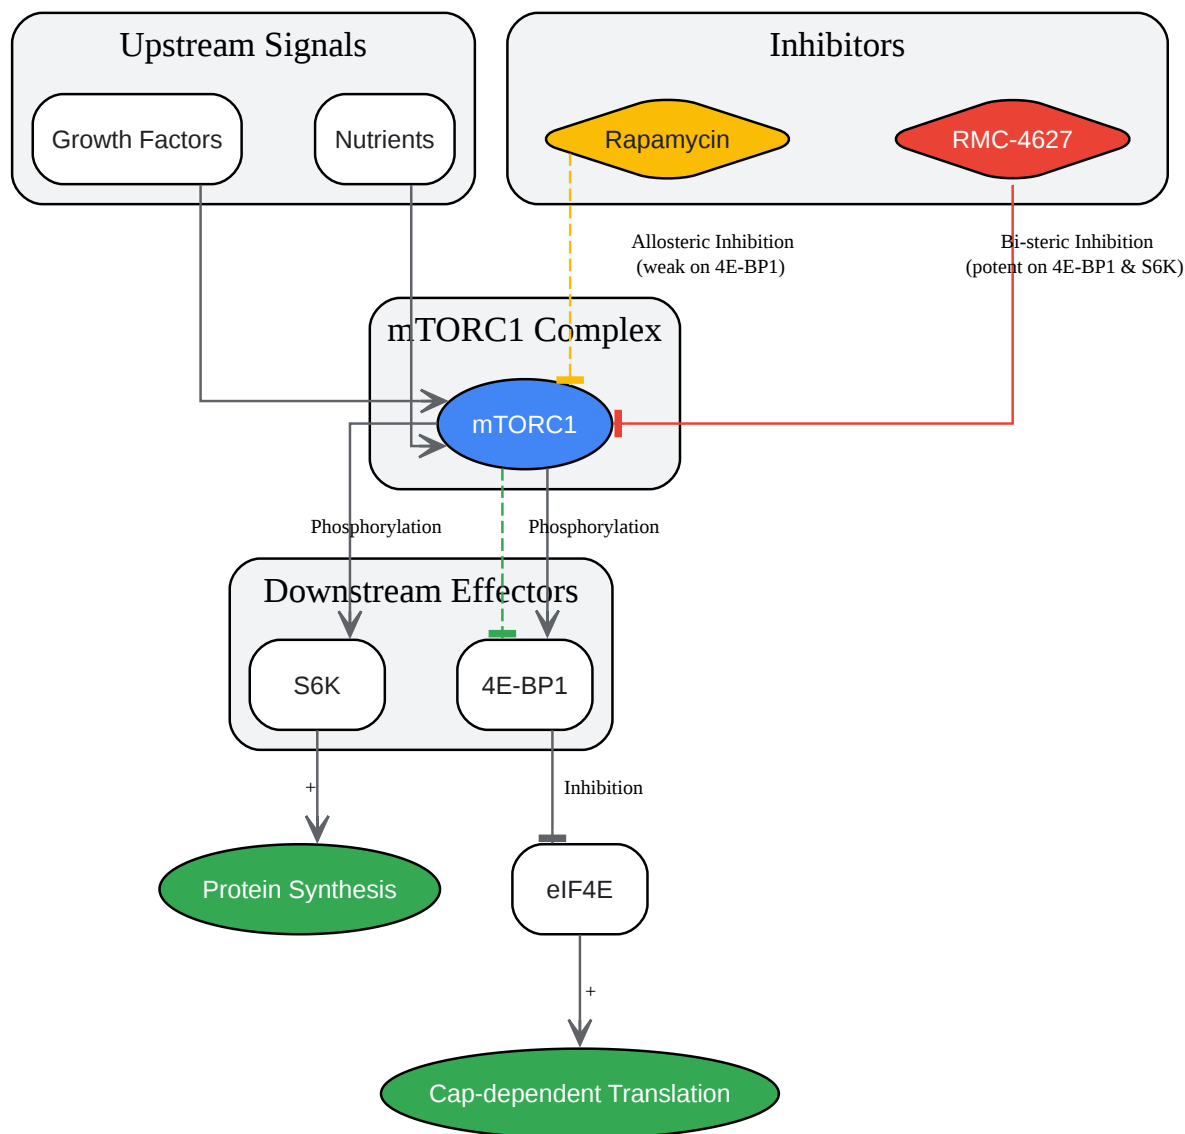 Upstream Signals
Inhibitors
Growth Factors
Nutrients
Rapamycin
RMC-4627
Allosteric Inhibition
(weak on 4E-BP1)
Bi-steric Inhibition
(potent on 4E-BP1 & S6K)
mTORC1 Complex
mTORC1
Phosphorylation
Phosphorylation
Downstream Effectors
S6K
4E-BP1
+
Inhibition
Protein Synthesis
eIF4E
+
Cap-dependent Translation